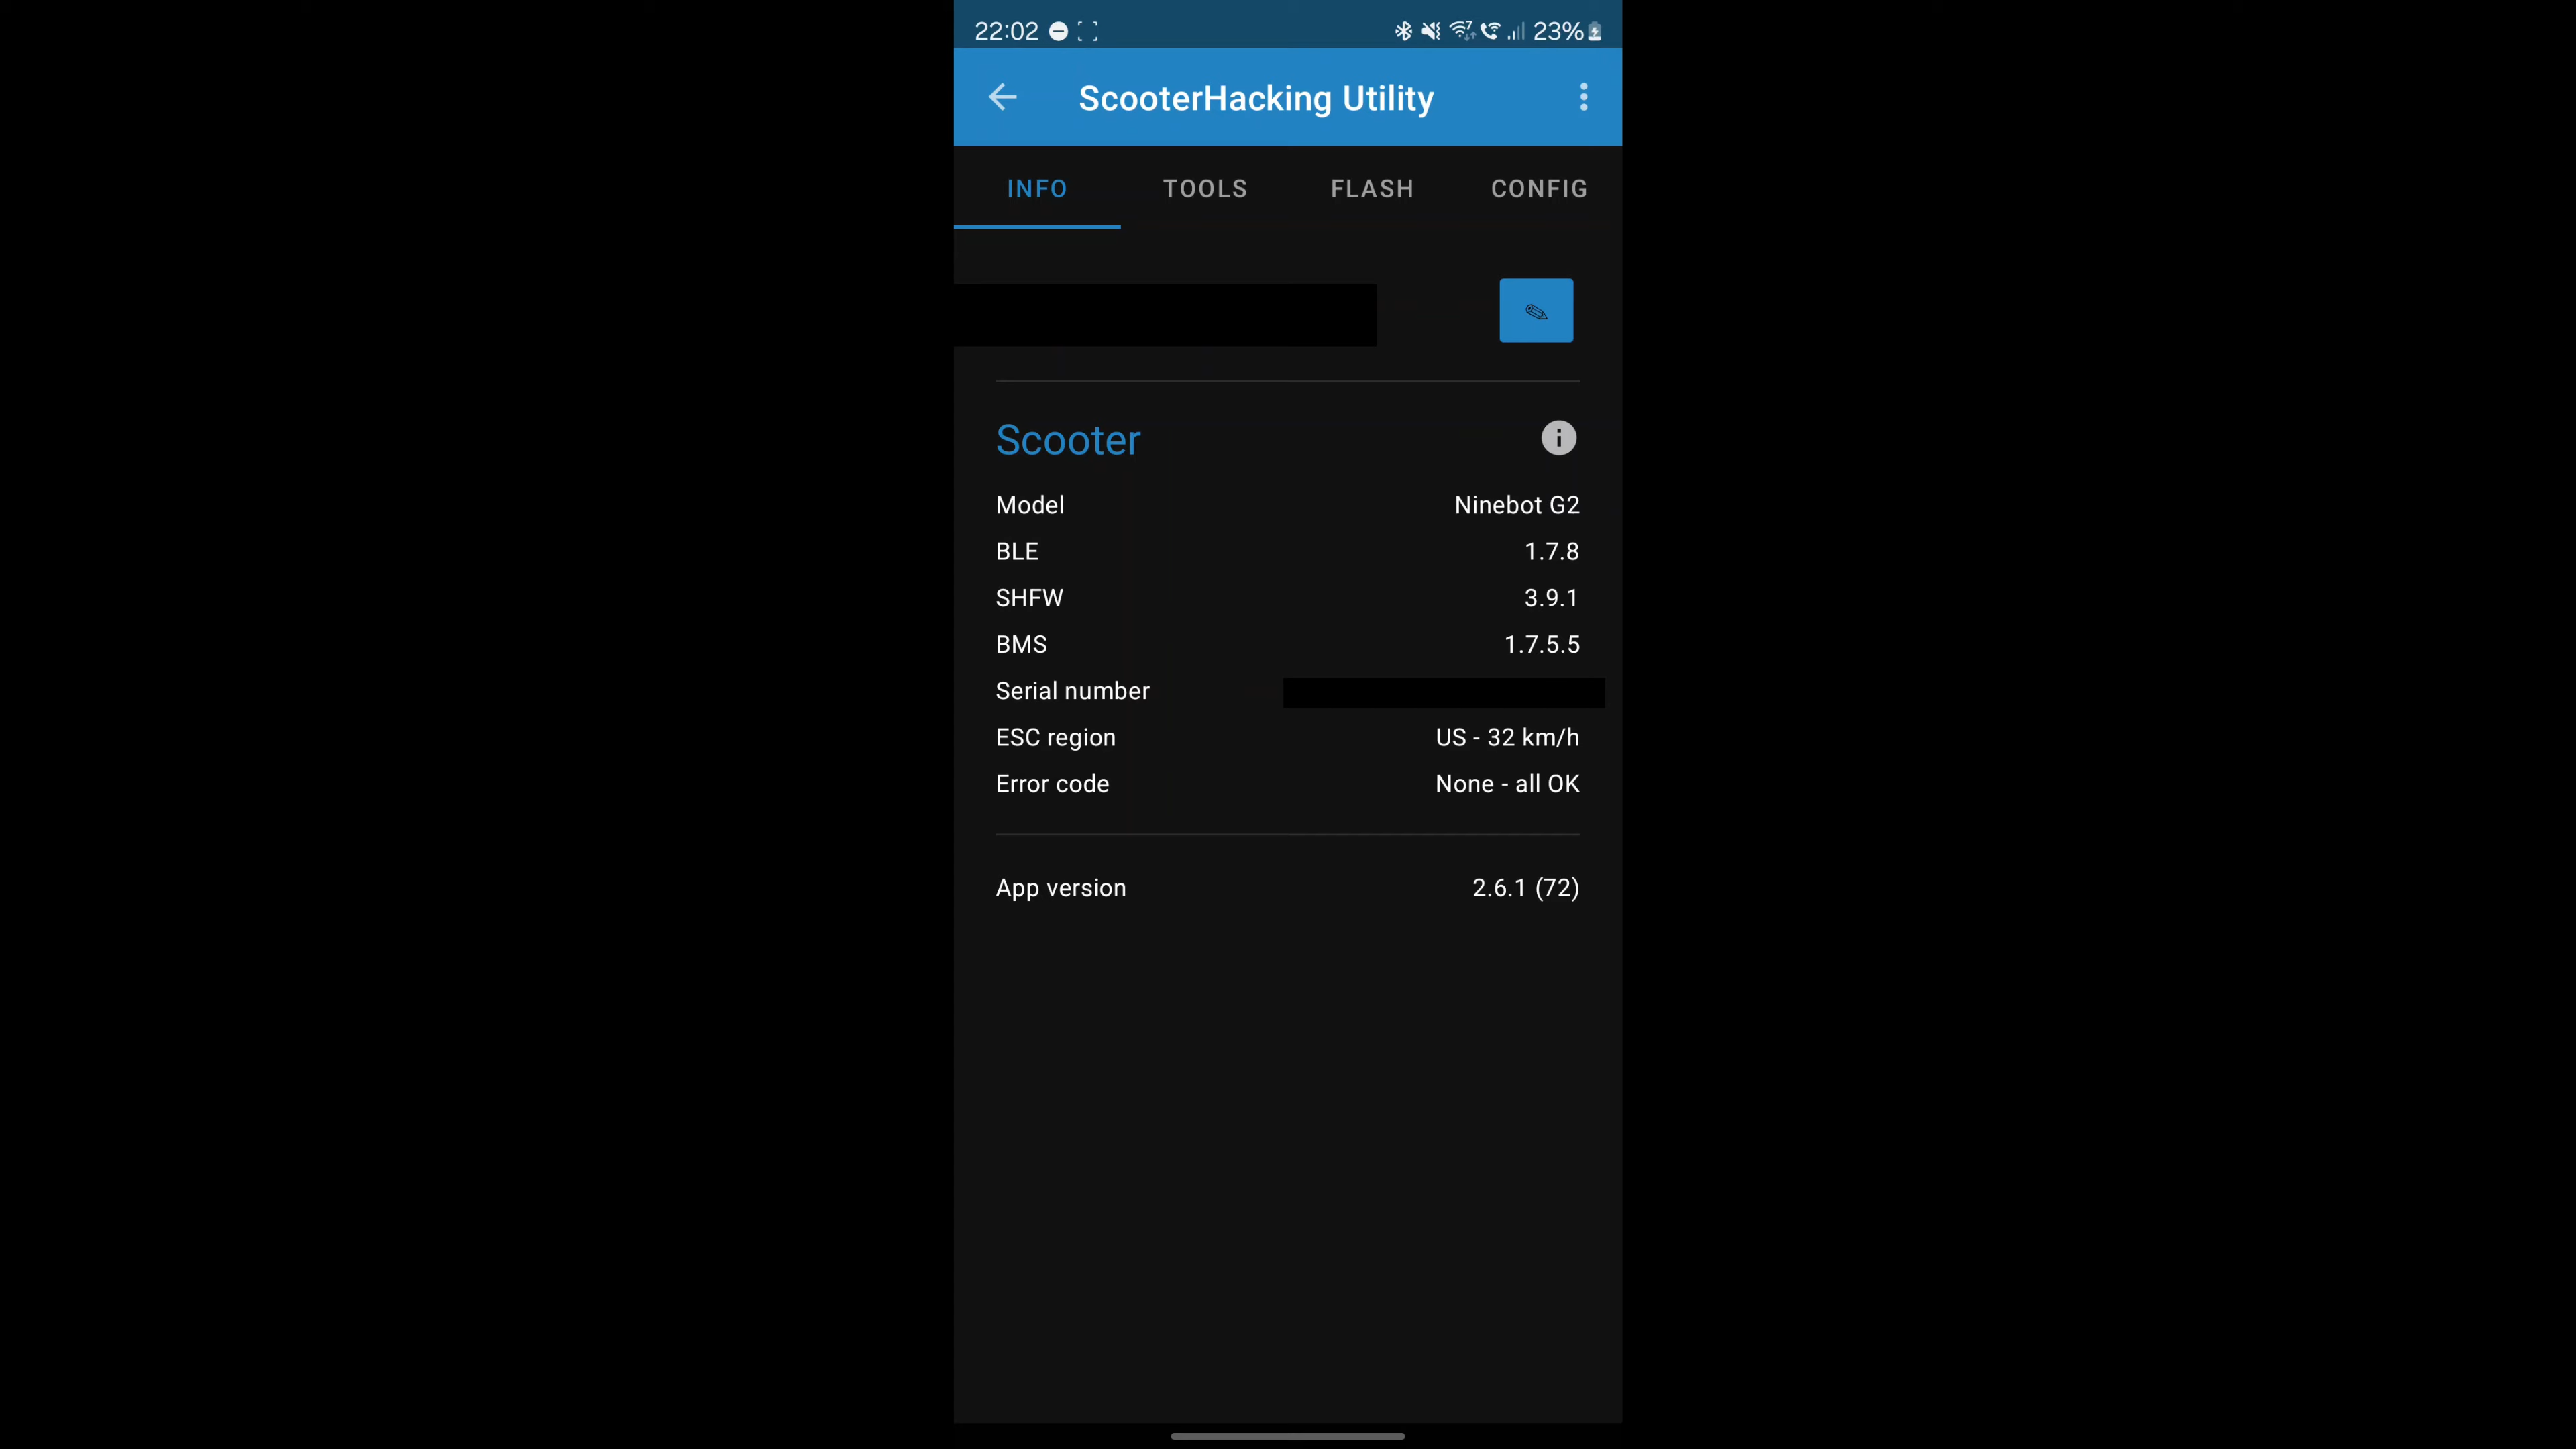 22:02 23%
ScooterHacking Utility
INFO TOOLS FLASH CONFIG
Scooter
Model Ninebot G2
BLE 1.7.8
SHFW 3.9.1
BMS 1.7.5.5
Serial number
ESC region US - 32 km/h
Error code None - all OK
App version 2.6.1 (72)